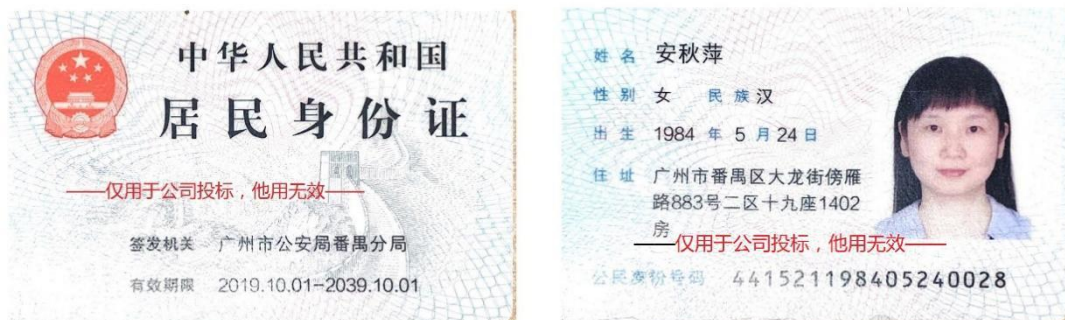 中华人民共和国
居民身份证
——仅用于公司投标，他用无效——
签发机关 广州市公安局番禺分局
有效期限 2019.10.01-2039.10.01
姓名 安秋萍
性别 女 民族 汉
出生 1984 年 5 月 24 日
住址 广州市番禺区大龙街傍雁
路883号二区十九座1402
房
——仅用于公司投标，他用无效——
公民身份号码 441521198405240028